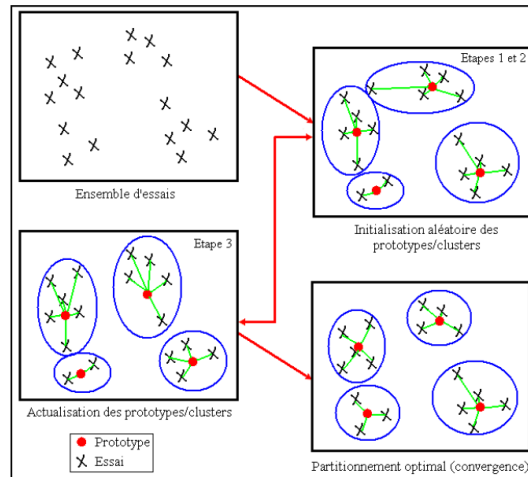 Ensemble d'essais
Etapes 1 et 2
Initialisation aléatoire des
prototypes/clusters
Etape 3
Actualisation des prototypes/clusters
Prototype
Essai
Partitionnement optimal (convergence)